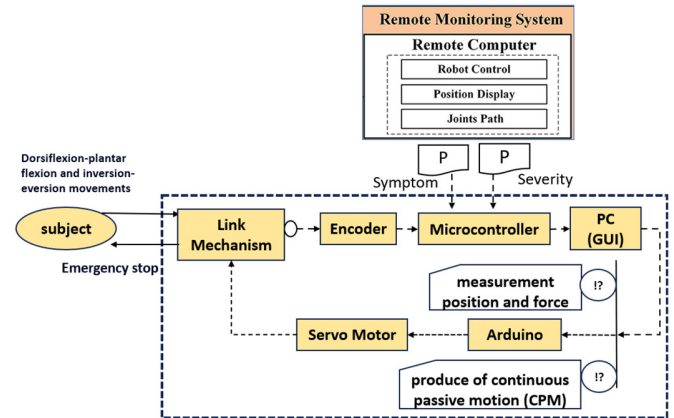 Remote Monitoring System
Remote Computer
Robot Control
Position Display
Joints Path
P
P
Symptom
Severity
Dorsiflexion-plantar
flexion and inversion-
eversion movements
subject
Emergency stop
Link
Mechanism
Encoder
Microcontroller
PC
(GUI)
measurement
position and force
!?
Servo Motor
Arduino
produce of continuous
passive motion (CPM)
!?